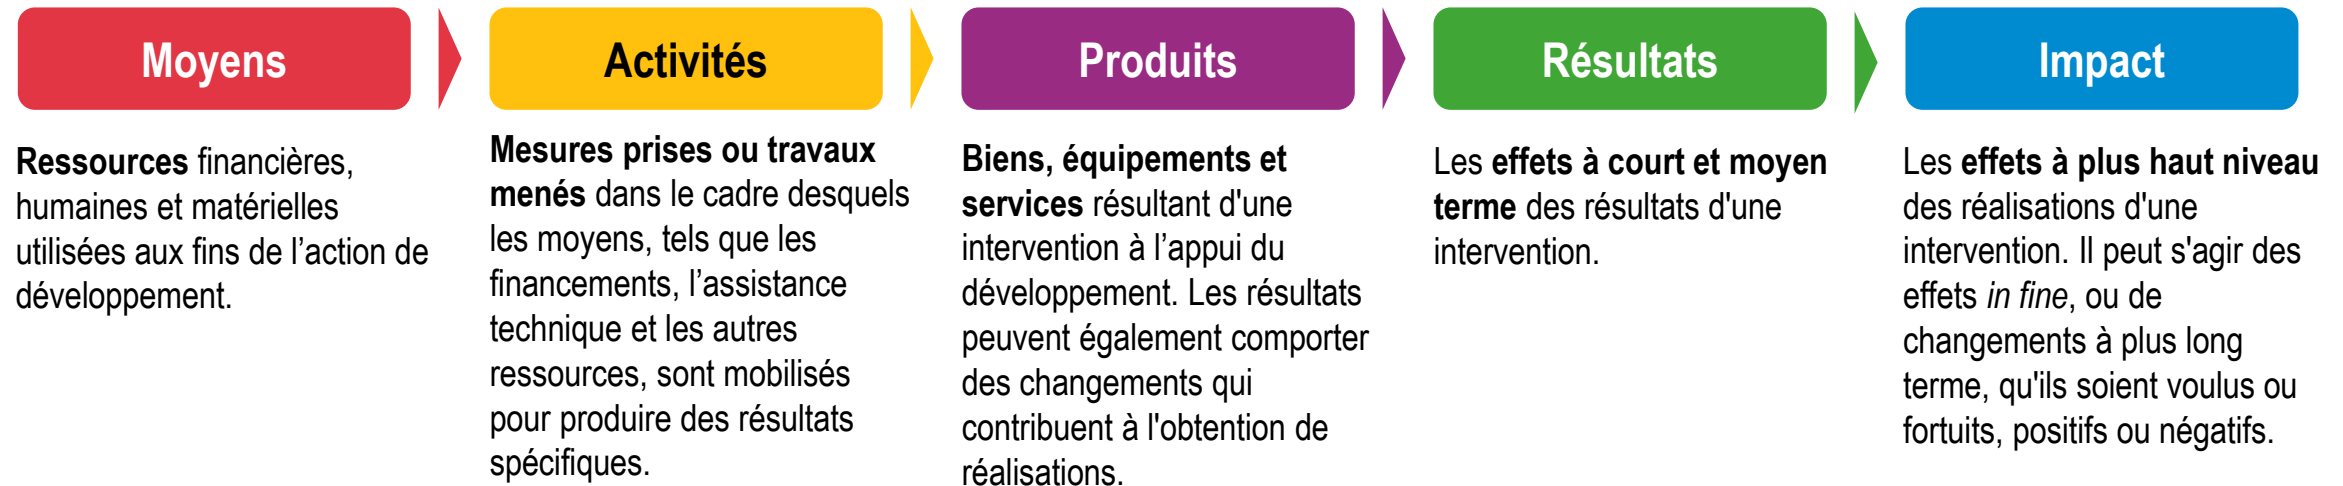 Moyens
Ressources financières,
humaines et matérielles
utilisées aux fins de l’action de
développement.
Activités
Mesures prises ou travaux
menés dans le cadre desquels
les moyens, tels que les
financements, l’assistance
technique et les autres
ressources, sont mobilisés
pour produire des résultats
spécifiques.
Produits
Biens, équipements et
services résultant d'une
intervention à l’appui du
développement. Les résultats
peuvent également comporter
des changements qui
contribuent à l'obtention de
réalisations.
Résultats
Les effets à court et moyen
terme des résultats d'une
intervention.
Impact
Les effets à plus haut niveau
des réalisations d'une
intervention. Il peut s'agir des
effets in fine, ou de
changements à plus long
terme, qu'ils soient voulus ou
fortuits, positifs ou négatifs.